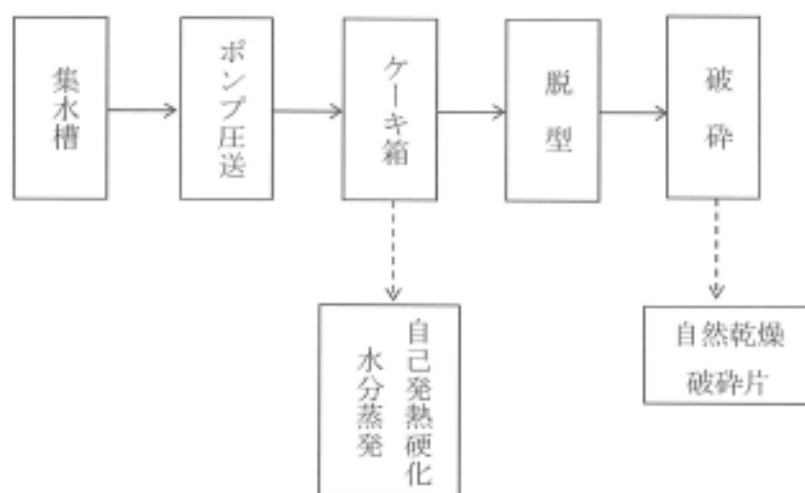 集水槽
ポンプ圧送
ケーキ箱
脱型
破砕
自己発熱硬化
水分蒸発
自然乾燥
破砕片